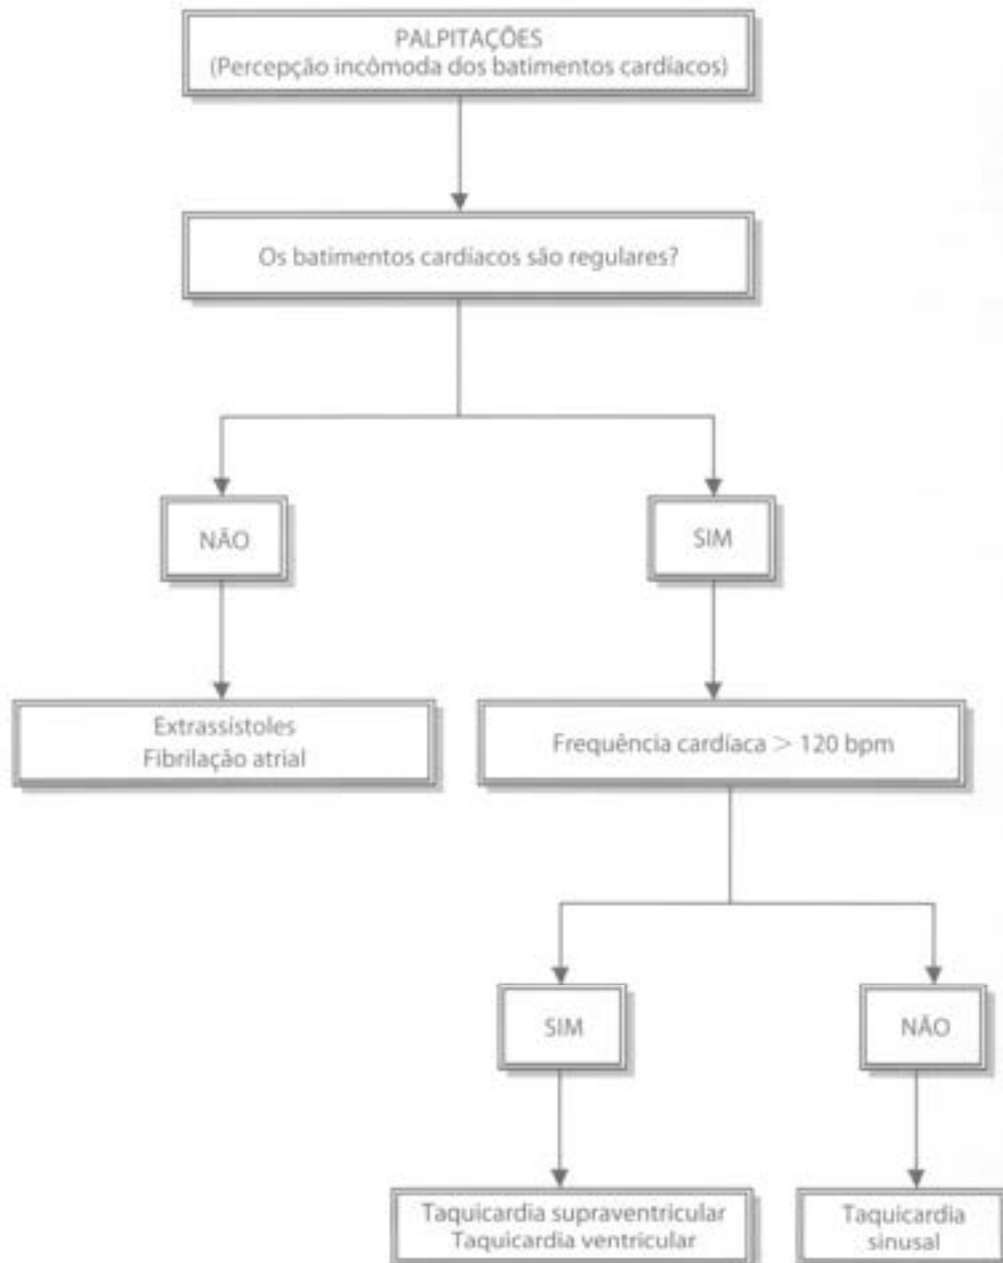 PALPITAÇÕES
(Percepção incômoda dos batimentos cardíacos)
Os batimentos cardíacos são regulares?
NÃO
SIM
Extrassístoles
Fibrilação atrial
Frequência cardíaca > 120 bpm
SIM
NÃO
Taquicardia supraventricular
Taquicardia ventricular
Taquicardia
sinusal